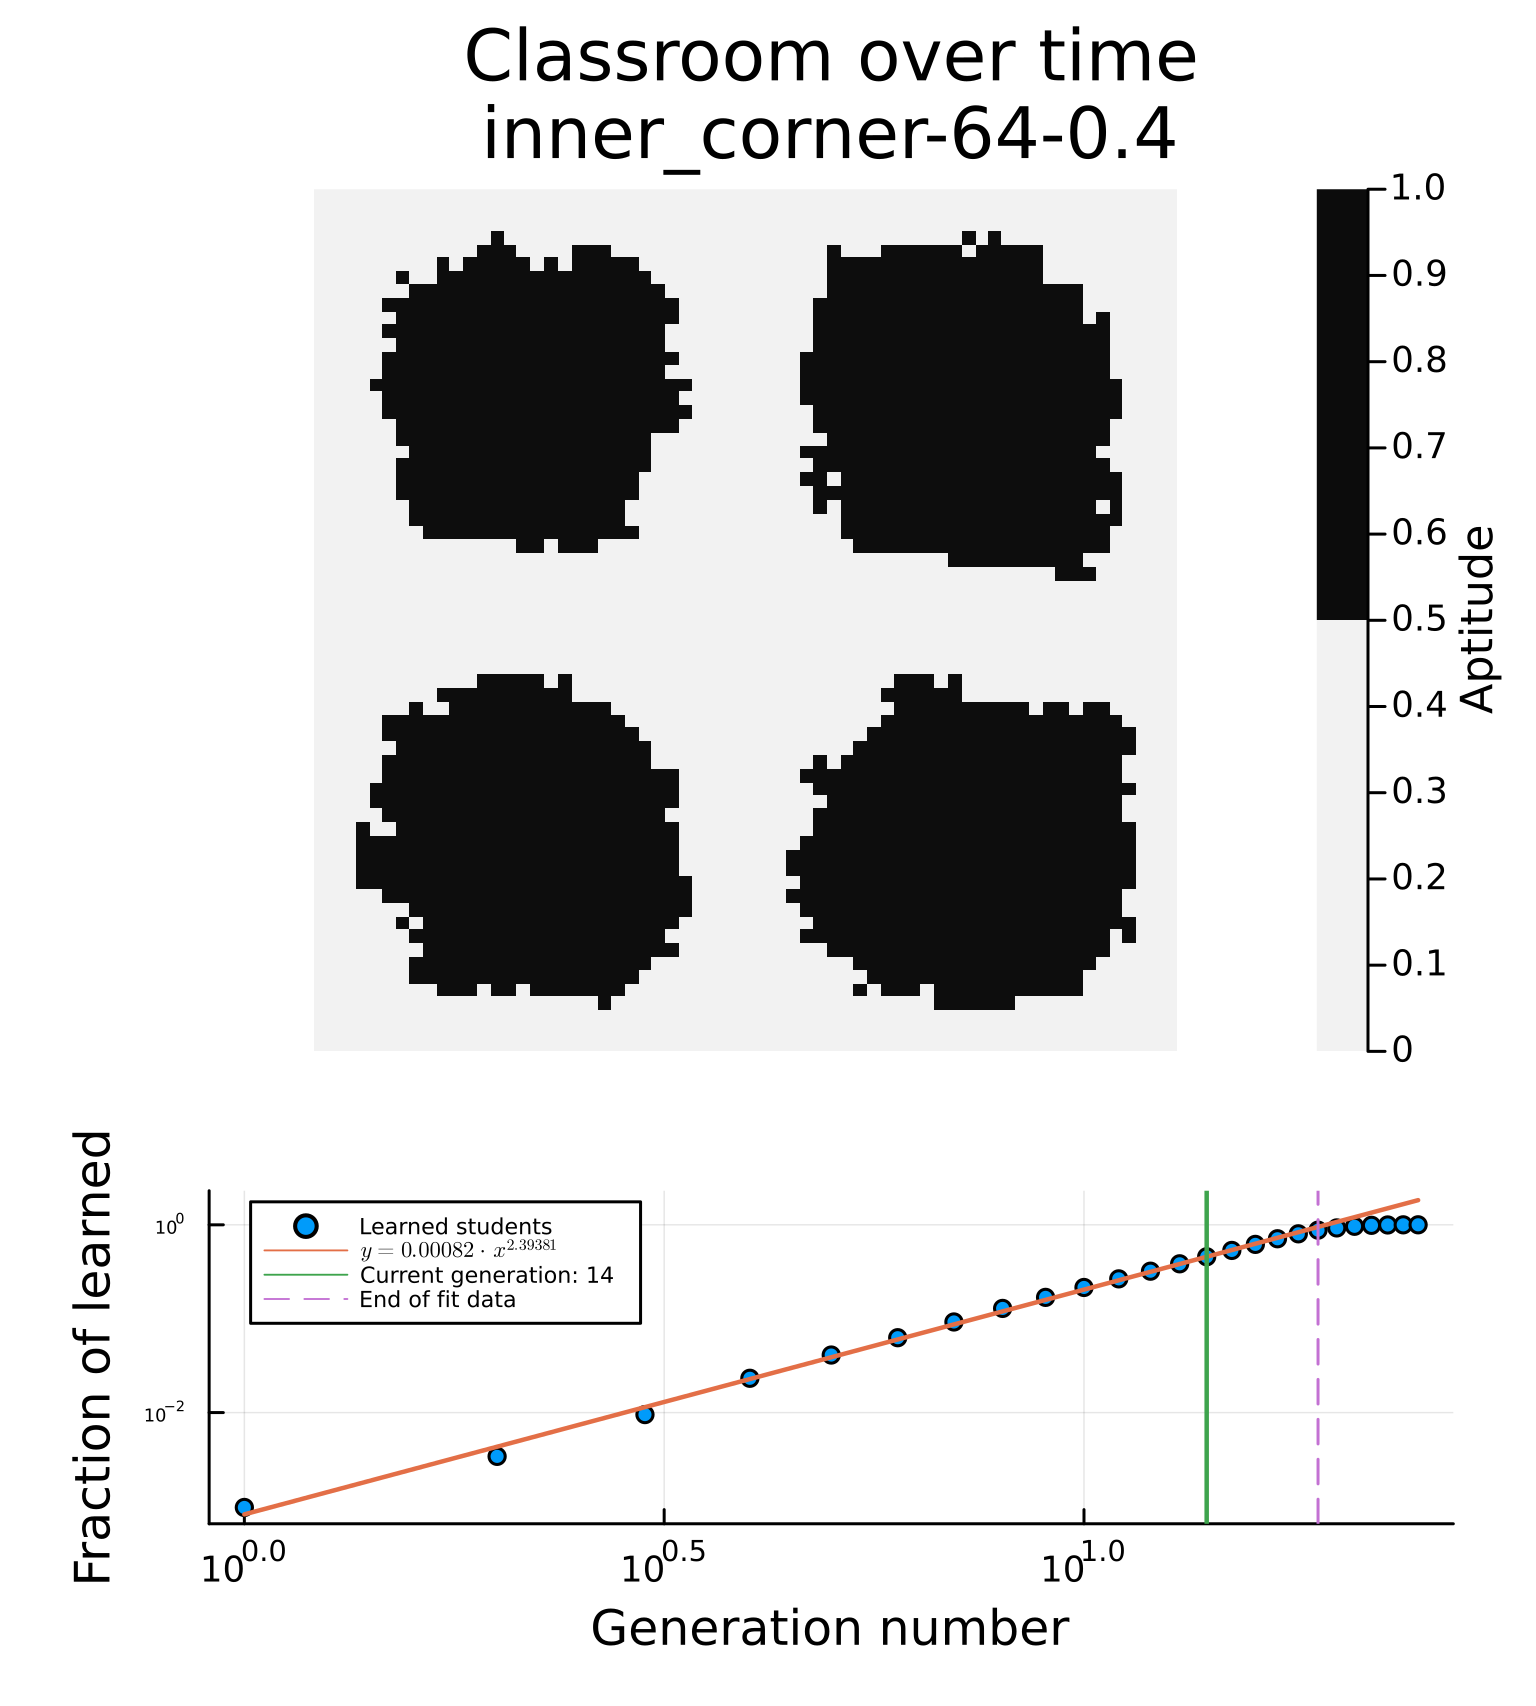 Classroom over time
inner_corner-64-0.4
1.0
0.9
0.8
0.7
0.6
0.5
0.4
0.3
0.2
0.1
0
Aptitude
Fraction of learned
10^0
10^-2
Learned students
y = 0.00082 · x^2.39381
Current generation: 14
End of fit data
10^0.0
10^0.5
10^1.0
Generation number